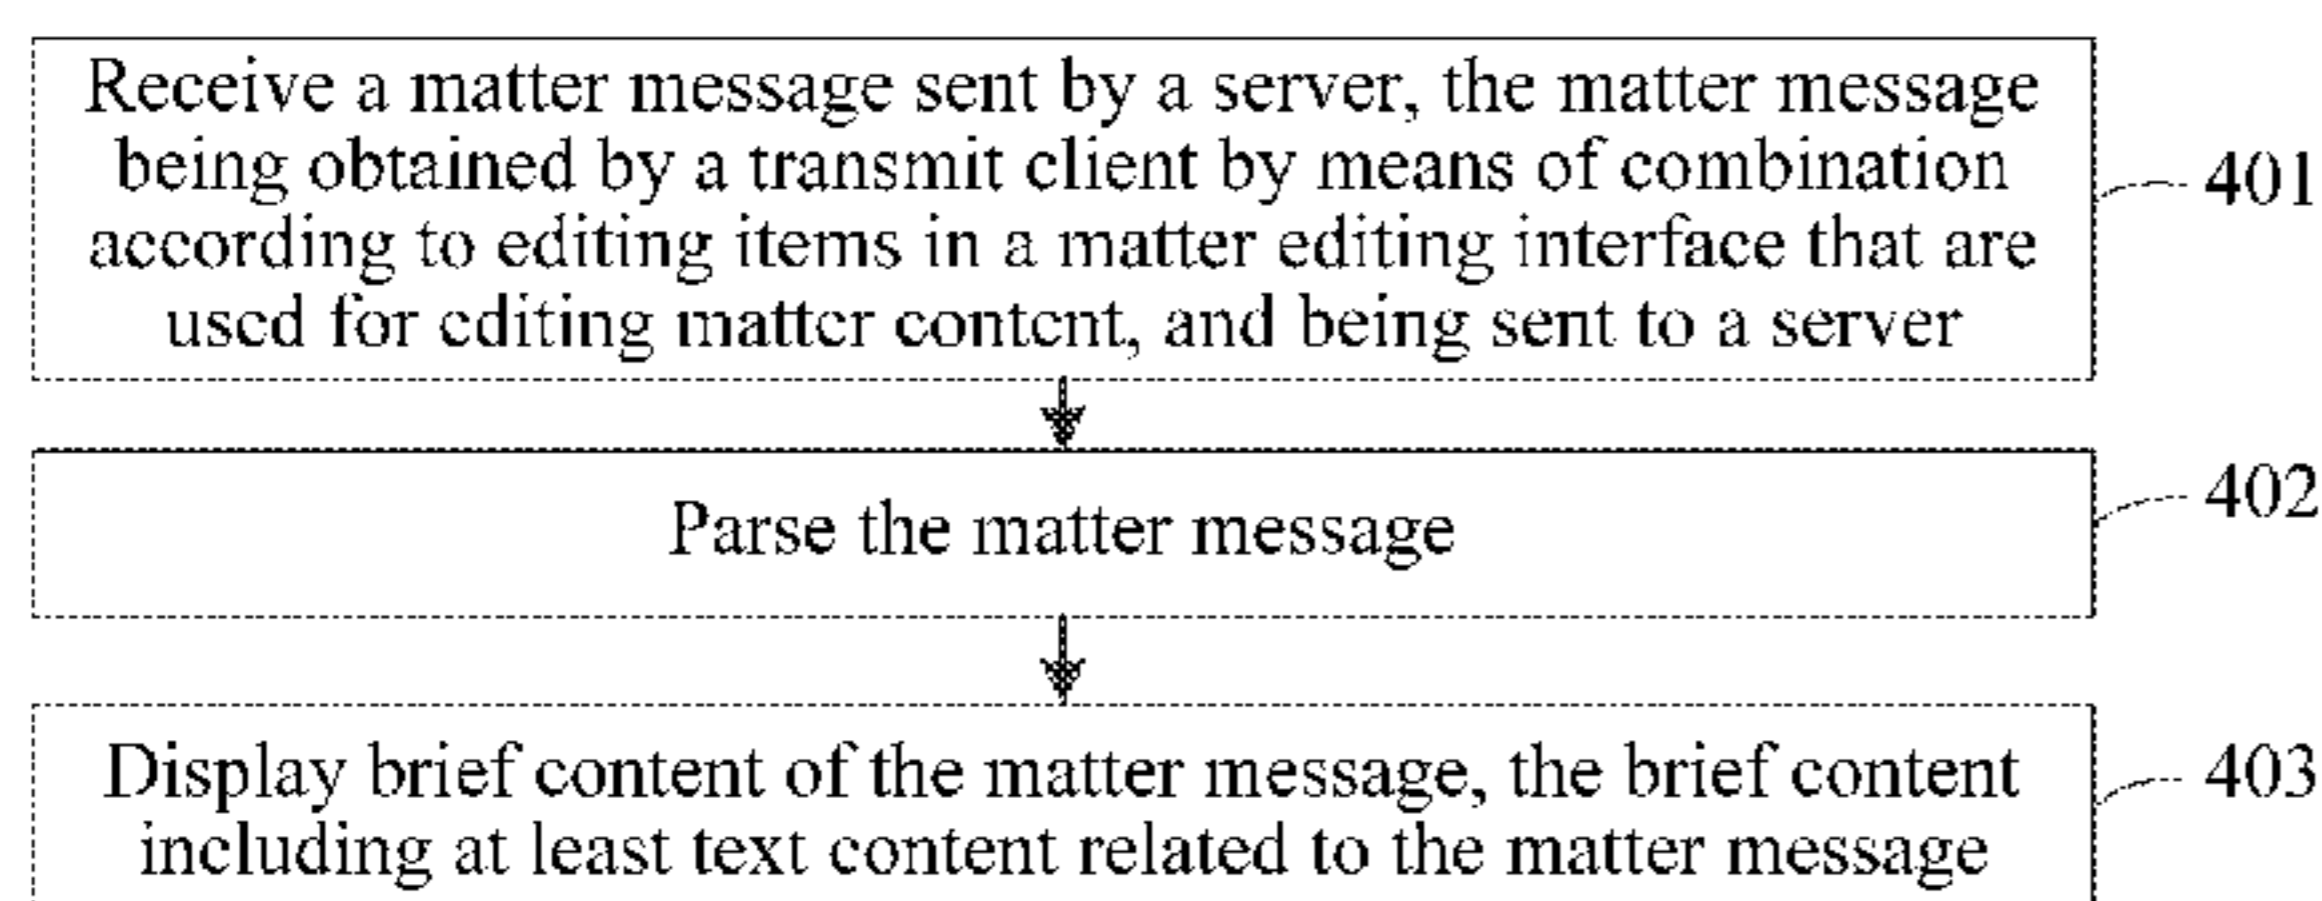 Receive a matter message sent by a server, the matter message
being obtained by a transmit client by means of combination
according to editing items in a matter editing interface that are
used for editing matter content, and being sent to a server
401
Parse the matter message
402
Display brief content of the matter message, the brief content
including at least text content related to the matter message
403